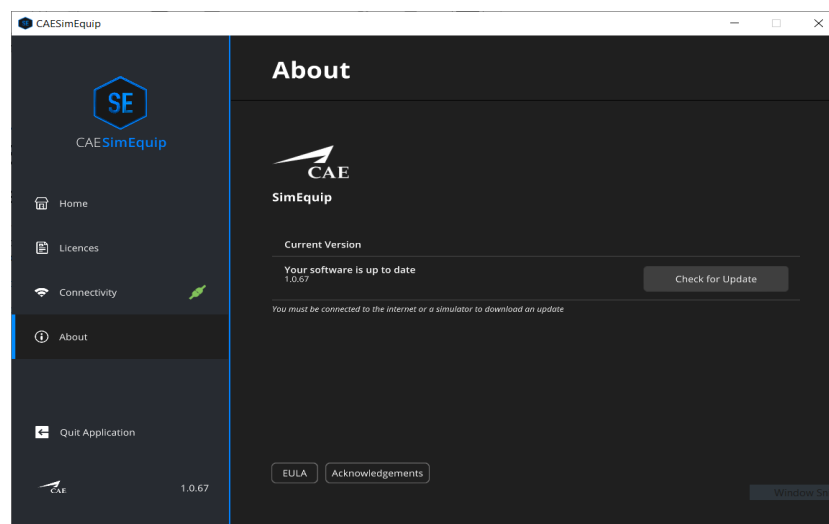 CAESimEquip
SE
CAESimEquip
Home
Licences
Connectivity
About
Quit Application
CAE
1.0.67
About
CAE
SimEquip
Current Version
Your software is up to date
1.0.67
Check for Update
You must be connected to the internet or a simulator to download an update
EULA
Acknowledgements
Window Sn